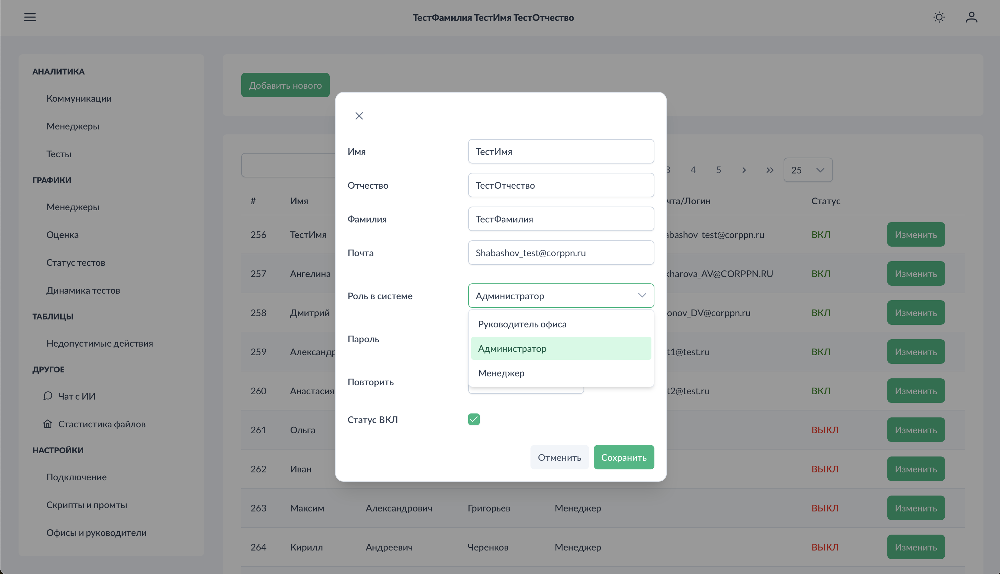 ТестФамилия ТестИмя ТестОтчество
АНАЛИТИКА
Коммуникации
Менеджеры
Тесты
ГРАФИКИ
Менеджеры
Оценка
Статус тестов
Динамика тестов
ТАБЛИЦЫ
Недопустимые действия
ДРУГОЕ
Чат с ИИ
Стастистика файлов
НАСТРОЙКИ
Подключение
Скрипты и промты
Офисы и руководители
Добавить нового
3 4 5 25
# Имя чта/Логин Статус
256 ТестИмя abashov_test@corppn.ru ВКЛ Изменить
257 Ангелина kharova_AV@CORPPN.RU ВКЛ Изменить
258 Дмитрий fonov_DV@corppn.ru ВКЛ Изменить
259 Александр t1@test.ru ВКЛ Изменить
260 Анастасия t2@test.ru ВКЛ Изменить
261 Ольга ВЫКЛ Изменить
262 Иван ВЫКЛ Изменить
263 Максим Александрович Григорьев Менеджер ВЫКЛ Изменить
264 Кирилл Андреевич Черенков Менеджер ВЫКЛ Изменить
Имя ТестИмя
Отчество ТестОтчество
Фамилия ТестФамилия
Почта Shabashov_test@corppn.ru
Роль в системе Администратор
Руководитель офиса
Администратор
Менеджер
Пароль
Повторить
Статус ВКЛ
Отменить Сохранить